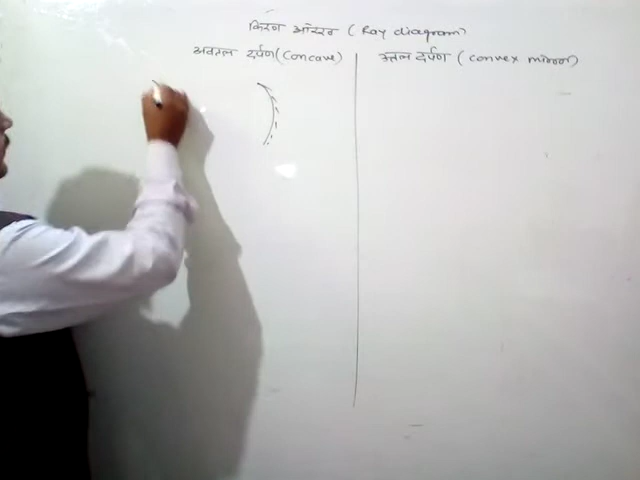 किरण आरेख (Ray diagram)
अवतल दर्पण (Concave)
उत्तल दर्पण (convex mirror)